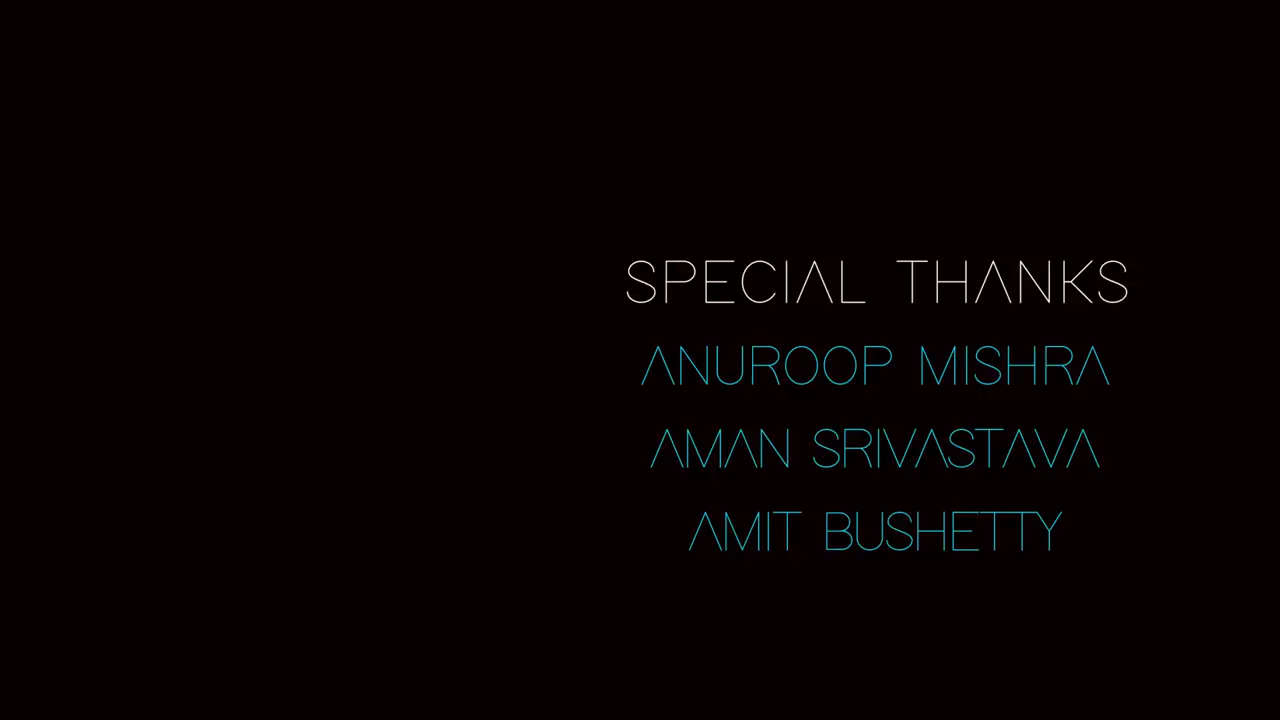 SPECIAL THANKS
ANUROOP MISHRA
AMAN SRIVASTAVA
AMIT BUSHETTY